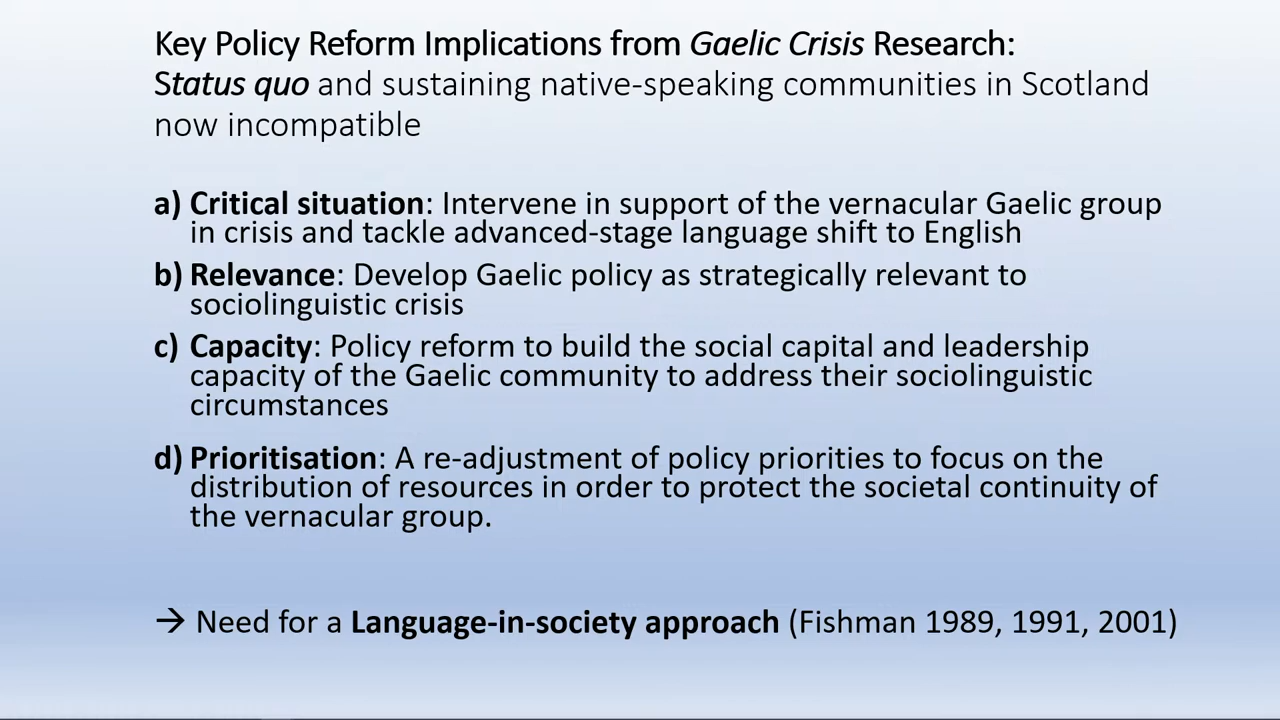 Key Policy Reform Implications from Gaelic Crisis Research:
Status quo and sustaining native-speaking communities in Scotland
now incompatible
a) Critical situation: Intervene in support of the vernacular Gaelic group
in crisis and tackle advanced-stage language shift to English
b) Relevance: Develop Gaelic policy as strategically relevant to
sociolinguistic crisis
c) Capacity: Policy reform to build the social capital and leadership
capacity of the Gaelic community to address their sociolinguistic
circumstances
d) Prioritisation: A re-adjustment of policy priorities to focus on the
distribution of resources in order to protect the societal continuity of
the vernacular group.
→ Need for a Language-in-society approach (Fishman 1989, 1991, 2001)